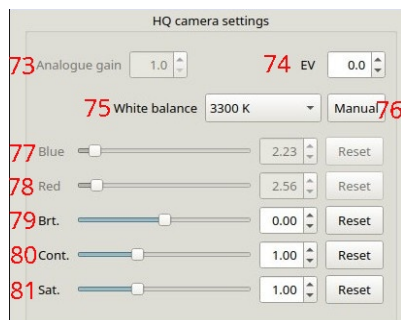 HQ camera settings
73 Analogue gain 1.0 74 EV 0.0
75 White balance 3300 K Manual 76
77 Blue 2.23 Reset
78 Red 2.56 Reset
79 Brt. 0.00 Reset
80 Cont. 1.00 Reset
81 Sat. 1.00 Reset